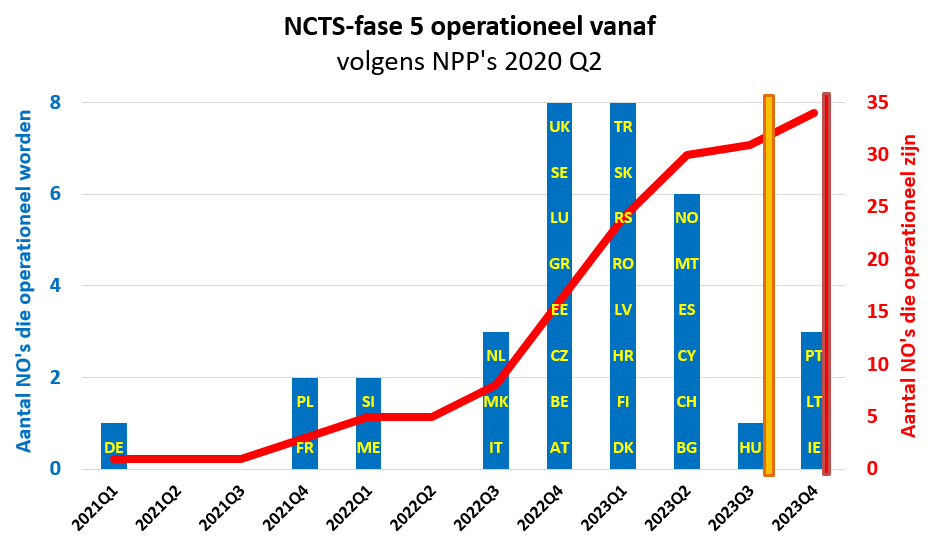 NCTS-fase 5 operationeel vanaf
volgens NPP's 2020 Q2
Aantal NO's die operationeel worden
8
6
4
2
0
DE
PL
FR
SI
ME
NL
MK
IT
UK
SE
LU
GR
EE
CZ
BE
AT
TR
SK
RS
RO
LV
HR
FI
DK
NO
MT
ES
CY
CH
BG
HU
PT
LT
IE
35
30
25
20
15
10
5
0
Aantal NO's die operationeel zijn
2021Q1
2021Q2
2021Q3
2021Q4
2022Q1
2022Q2
2022Q3
2022Q4
2023Q1
2023Q2
2023Q3
2023Q4